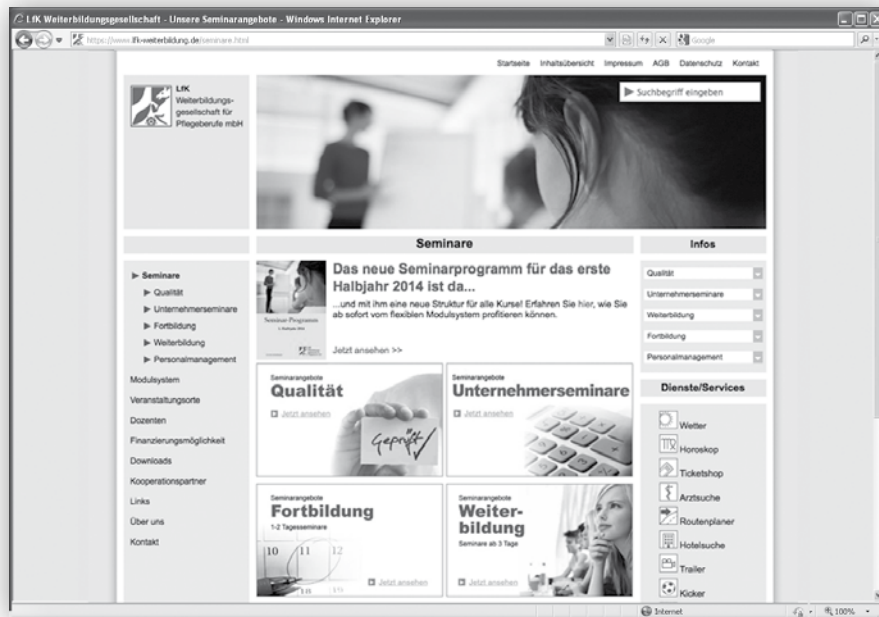 LfK Weiterbildungsgesellschaft - Unsere Seminarangebote - Windows Internet Explorer
https://www.lfk-weiterbildung.de/seminare.html
Google
Startseite Inhaltsübersicht Impressum AGB Datenschutz Kontakt
LfK
Weiterbildungs-
gesellschaft für
Pflegeberufe mbH
Suchbegriff eingeben
Seminare
Infos
Seminare
Qualität
Unternehmerseminare
Fortbildung
Weiterbildung
Personalmanagement
Modulsystem
Veranstaltungsorte
Dozenten
Finanzierungsmöglichkeit
Downloads
Kooperationspartner
Links
Über uns
Kontakt
Seminar-Programm
Das neue Seminarprogramm für das erste
Halbjahr 2014 ist da...
...und mit ihm eine neue Struktur für alle Kurse! Erfahren Sie hier, wie Sie
ab sofort vom flexiblen Modulsystem profitieren können.
Jetzt ansehen >>
Seminarangebote
Qualität
Jetzt ansehen
Geprüft
Seminarangebote
Unternehmerseminare
Jetzt ansehen
Seminarangebote
Fortbildung
1-2 Tagesseminare
10 11 12
18
Jetzt ansehen
Seminarangebote
Weiter-
bildung
Seminare ab 3 Tage
Jetzt ansehen
Qualität
Unternehmerseminare
Weiterbildung
Fortbildung
Personalmanagement
Dienste/Services
Wetter
Horoskop
Ticketshop
Arztsuche
Routenplaner
Hotelsuche
Trailer
Kicker
Internet
100%